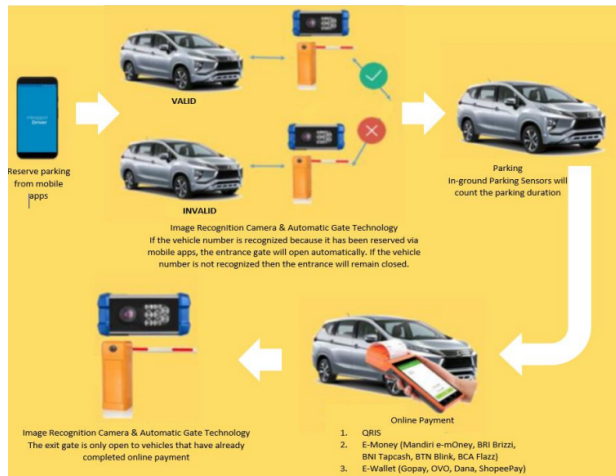 Driver
VALID
Reserve parking
from mobile
apps
INVALID
Parking
In-ground Parking Sensors will
count the parking duration
Image Recognition Camera & Automatic Gate Technology
If the vehicle number is recognized because it has been reserved via
mobile apps, the entrance gate will open automatically. If the vehicle
number is not recognized then the entrance will remain closed.
Image Recognition Camera & Automatic Gate Technology
The exit gate is only open to vehicles that have already
completed online payment
Online Payment
1. QRIS
2. E-Money (Mandiri e-mOney, BRI Brizzi,
BNI Tapcash, BTN Blink, BCA Flazz)
3. E-Wallet (Gopay, OVO, Dana, ShopeePay)